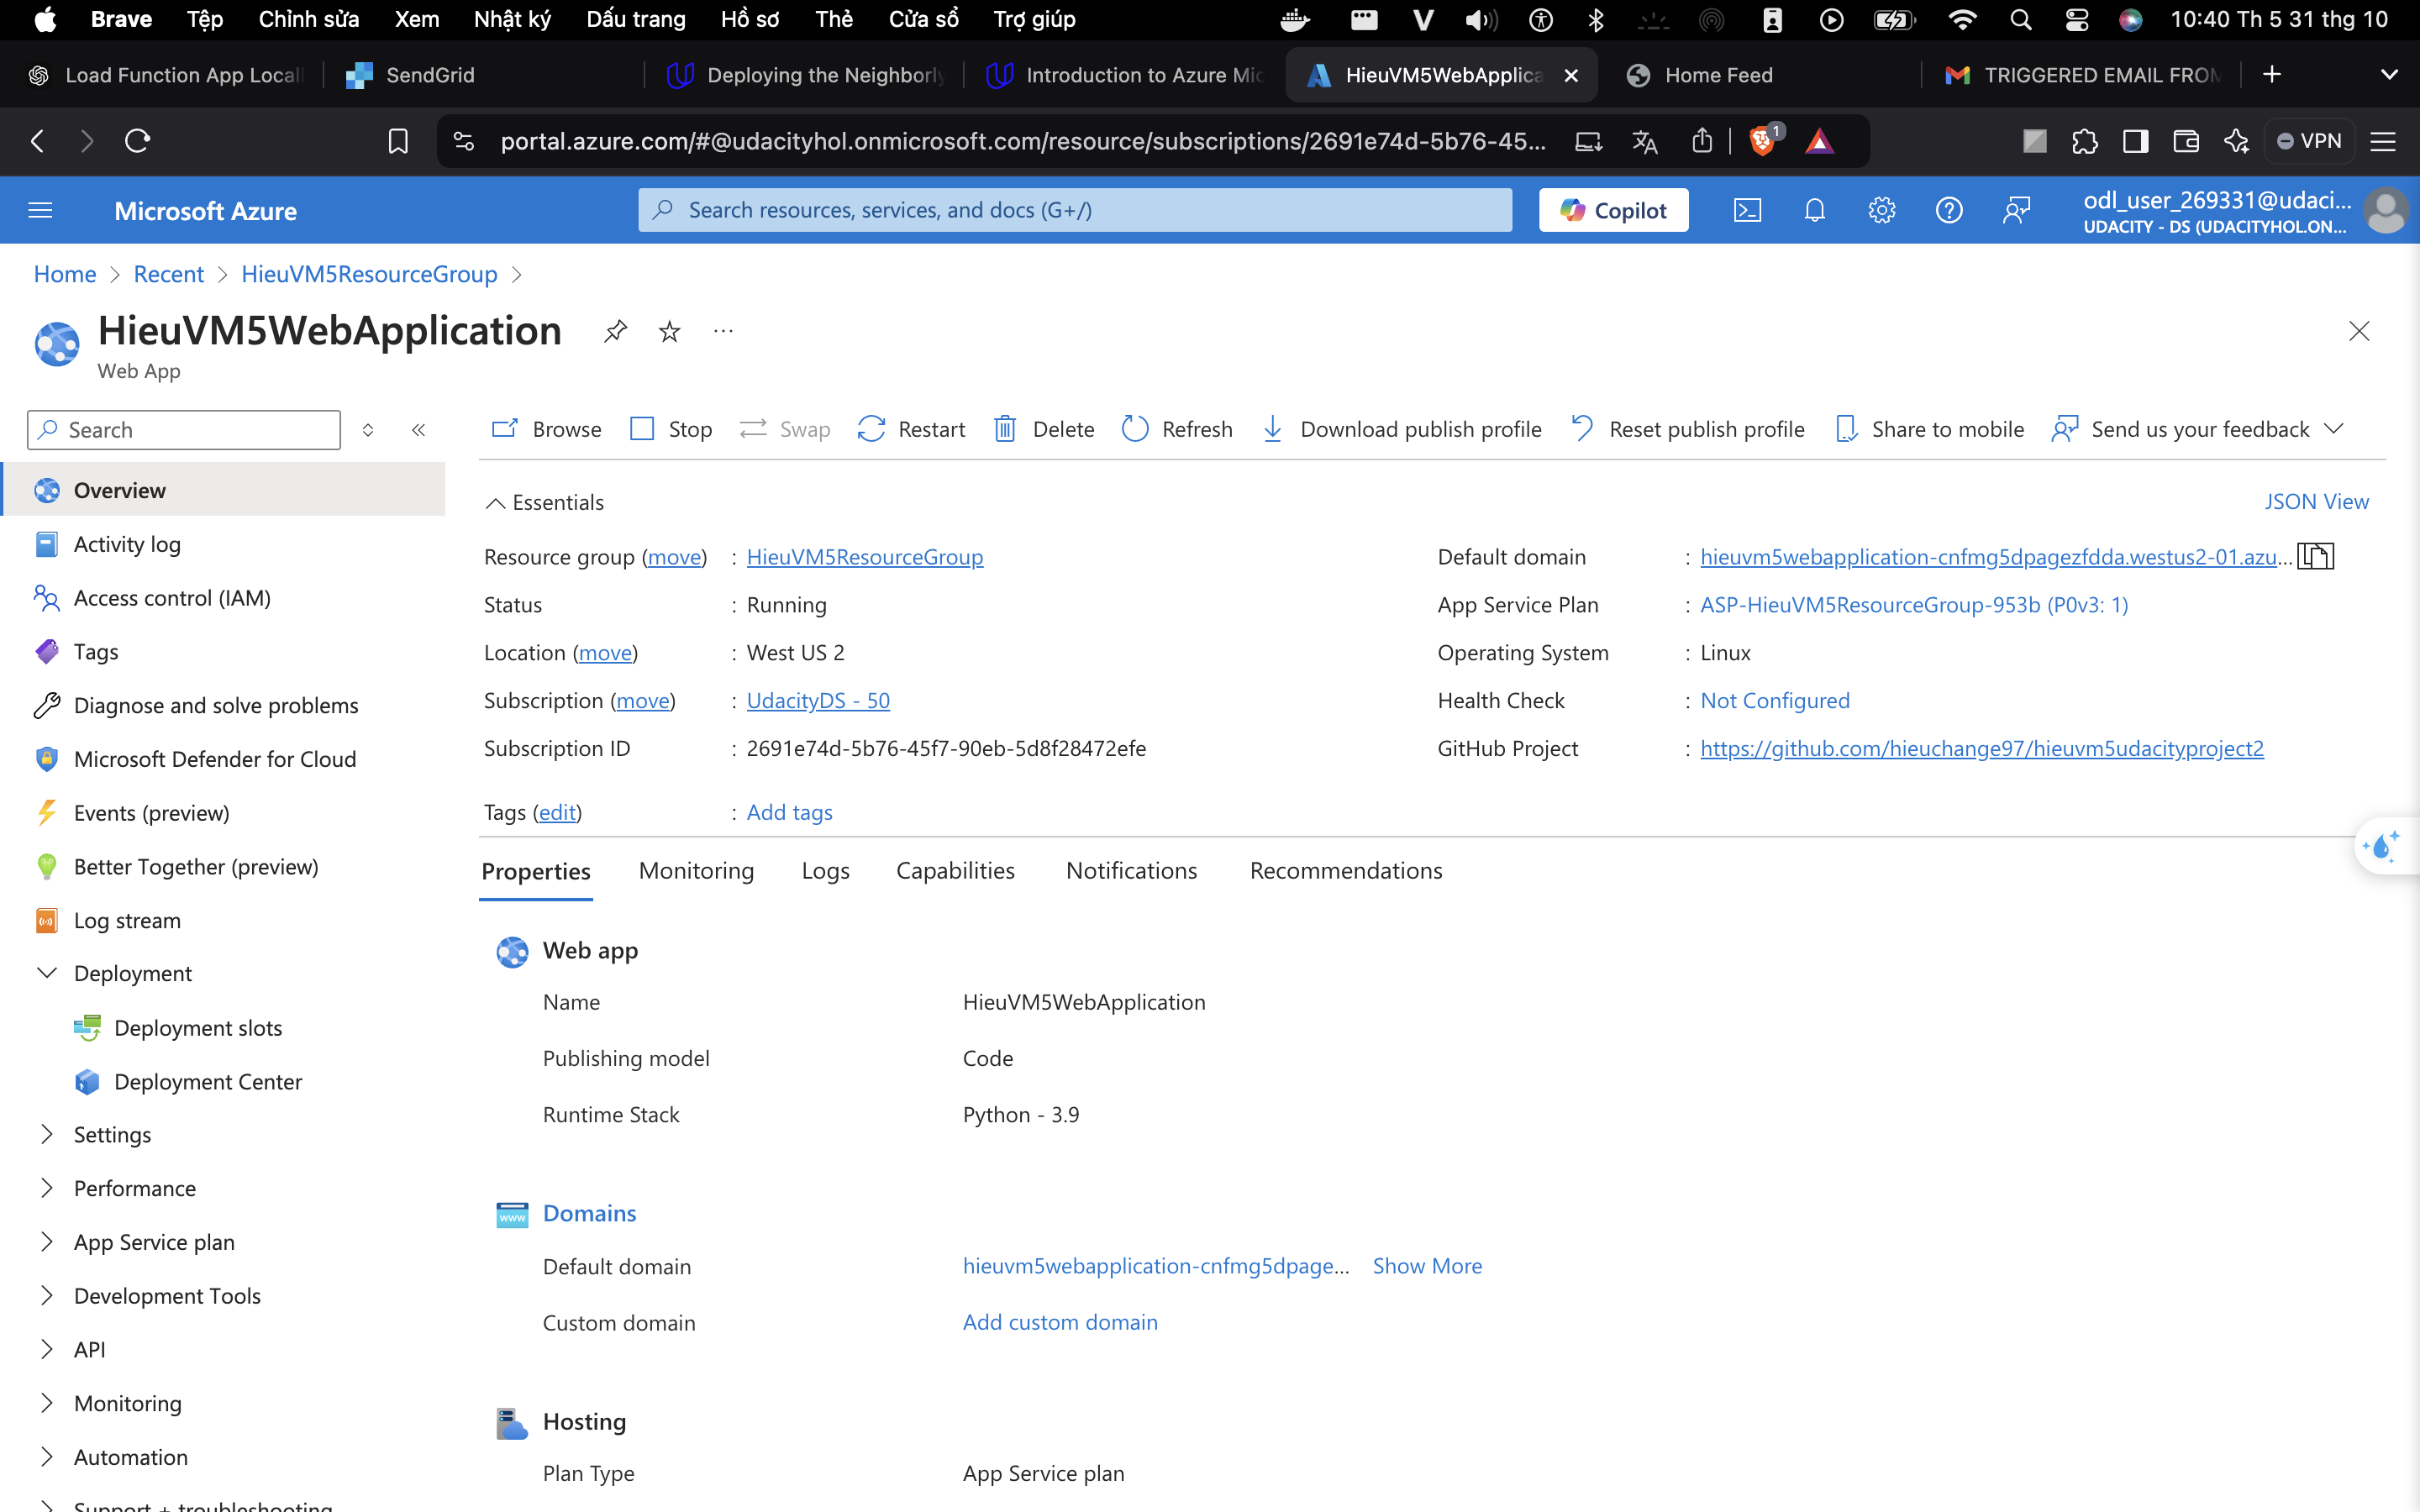 Brave Tệp Chỉnh sửa Xem Nhật ký Dấu trang Hồ sơ Thẻ Cửa sổ Trợ giúp 10:40 Th 5 31 thg 10
Load Function App Local SendGrid Deploying the Neighborly Introduction to Azure Mic HieuVM5WebApplica Home Feed TRIGGERED EMAIL FROM
portal.azure.com/#@udacityhol.onmicrosoft.com/resource/subscriptions/2691e74d-5b76-45... 1 VPN
Microsoft Azure Search resources, services, and docs (G+/) Copilot odl_user_269331@udaci...
UDACITY - DS (UDACITYHOL.ON...
Home > Recent > HieuVM5ResourceGroup >
HieuVM5WebApplication ...
Web App
Search
Browse Stop Swap Restart Delete Refresh Download publish profile Reset publish profile Share to mobile Send us your feedback
Overview
Activity log
Access control (IAM)
Tags
Diagnose and solve problems
Microsoft Defender for Cloud
Events (preview)
Better Together (preview)
Log stream
Deployment
Deployment slots
Deployment Center
Settings
Performance
App Service plan
Development Tools
API
Monitoring
Automation
Support + troubleshooting
Essentials JSON View
Resource group (move) : HieuVM5ResourceGroup
Status : Running
Location (move) : West US 2
Subscription (move) : UdacityDS - 50
Subscription ID : 2691e74d-5b76-45f7-90eb-5d8f28472efe
Default domain : hieuvm5webapplication-cnfmg5dpagezfdda.westus2-01.azu...
App Service Plan : ASP-HieuVM5ResourceGroup-953b (P0v3: 1)
Operating System : Linux
Health Check : Not Configured
GitHub Project : https://github.com/hieuchange97/hieuvm5udacityproject2
Tags (edit) : Add tags
Properties Monitoring Logs Capabilities Notifications Recommendations
Web app
Name HieuVM5WebApplication
Publishing model Code
Runtime Stack Python - 3.9
Domains
Default domain hieuvm5webapplication-cnfmg5dpage... Show More
Custom domain Add custom domain
Hosting
Plan Type App Service plan